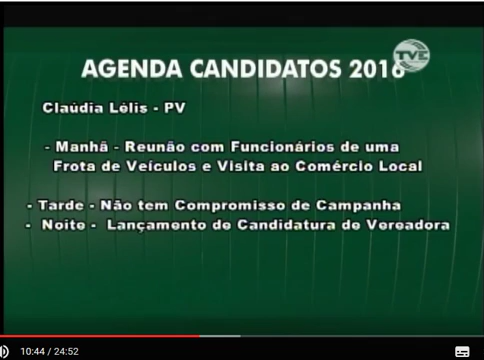 TVE
AGENDA CANDIDATOS 2016
Claúdia Lélis - PV
- Manhã - Reunião com Funcionários de uma
Frota de Veículos e Visita ao Comércio Local
- Tarde - Não tem Compromisso de Campanha
- Noite - Lançamento de Candidatura de Vereadora
10:44 / 24:52